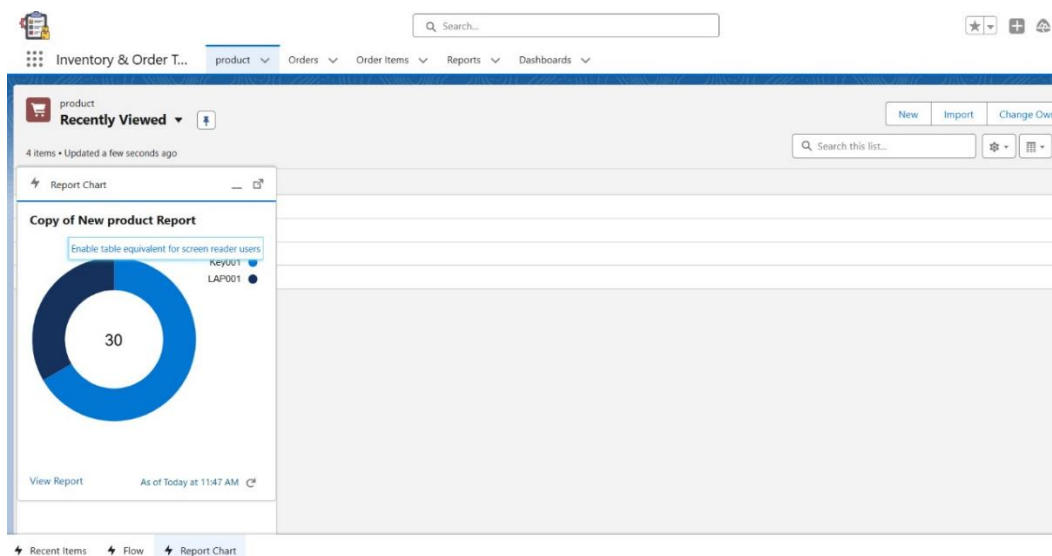 Search...
Inventory & Order T...
product
Orders
Order Items
Reports
Dashboards
product
Recently Viewed
New
Import
Change Ow
4 items • Updated a few seconds ago
Search this list...
Report Chart
Copy of New product Report
Enable table equivalent for screen reader users
Key001
LAP001
30
View Report
As of Today at 11:47 AM
Recent Items
Flow
Report Chart